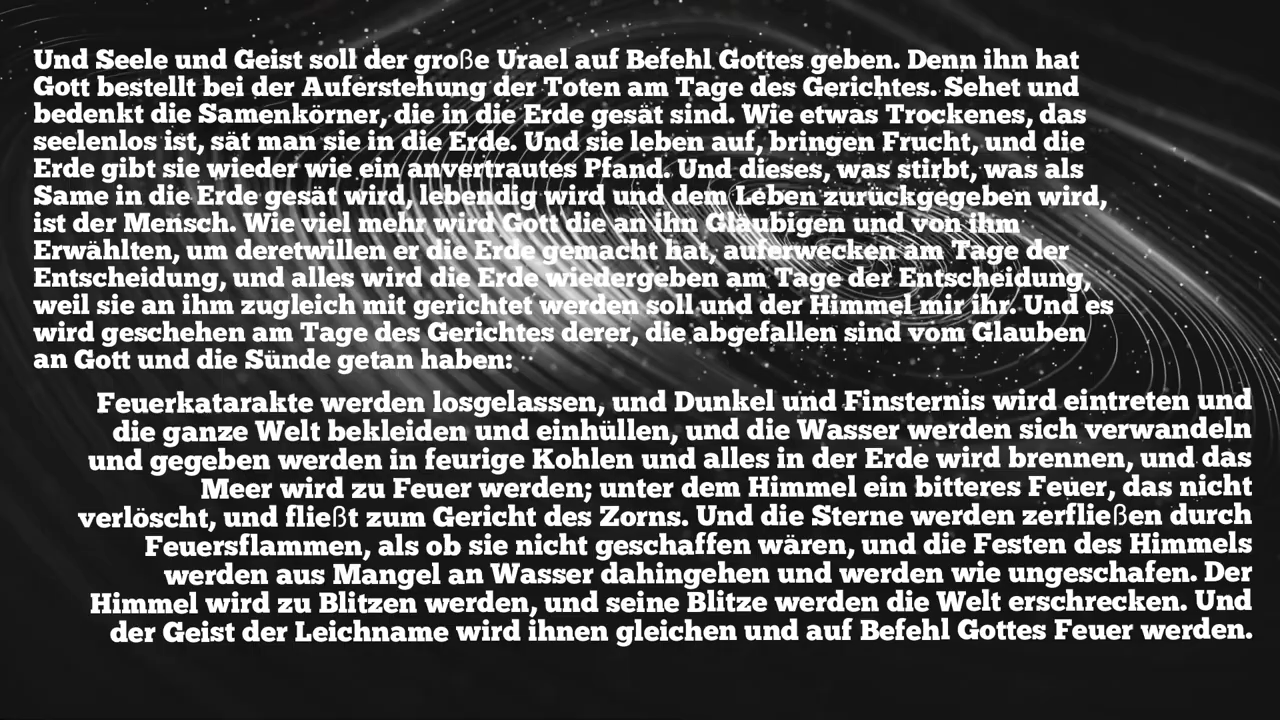 Und Seele und Geist soll der große Urael auf Befehl Gottes geben. Denn ihn hat
Gott bestellt bei der Auferstehung der Toten am Tage des Gerichtes. Sehet und
bedenkt die Samenkörner, die in die Erde gesät sind. Wie etwas Trockenes, das
seelenlos ist, sät man sie in die Erde. Und sie leben auf, bringen Frucht, und die
Erde gibt sie wieder wie ein anvertrautes Pfand. Und dieses, was stirbt, was als
Same in die Erde gesät wird, lebendig wird und dem Leben zurückgegeben wird,
ist der Mensch. Wie viel mehr wird Gott die an ihn Gläubigen und von ihm
Erwählten, um deretwillen er die Erde gemacht hat, auferwecken am Tage der
Entscheidung, und alles wird die Erde wiedergeben am Tage der Entscheidung,
weil sie an ihm zugleich mit gerichtet werden soll und der Himmel mir ihr. Und es
wird geschehen am Tage des Gerichtes derer, die abgefallen sind vom Glauben
an Gott und die Sünde getan haben:
Feuerkatarakte werden losgelassen, und Dunkel und Finsternis wird eintreten und
die ganze Welt bekleiden und einhüllen, und die Wasser werden sich verwandeln
und gegeben werden in feurige Kohlen und alles in der Erde wird brennen, und das
Meer wird zu Feuer werden; unter dem Himmel ein bitteres Feuer, das nicht
verlöscht, und fließt zum Gericht des Zorns. Und die Sterne werden zerfließen durch
Feuersflammen, als ob sie nicht geschaffen wären, und die Festen des Himmels
werden aus Mangel an Wasser dahingehen und werden wie ungeschafen. Der
Himmel wird zu Blitzen werden, und seine Blitze werden die Welt erschrecken. Und
der Geist der Leichname wird ihnen gleichen und auf Befehl Gottes Feuer werden.